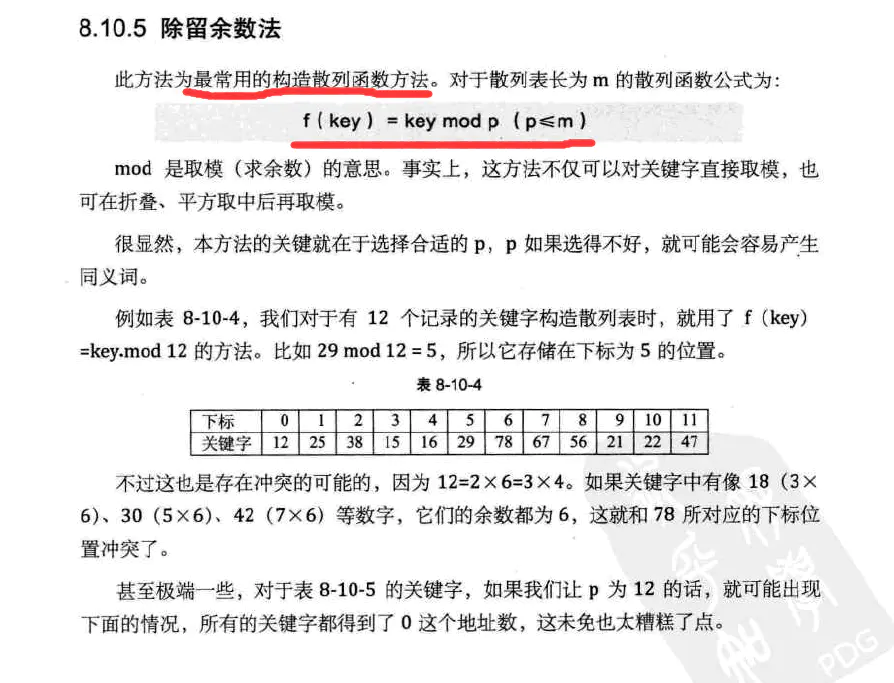 8.10.5 除留余数法
此方法为最常用的构造散列函数方法。对于散列表长为 m 的散列函数公式为：
f（key）= key mod p（p≤m）
mod 是取模（求余数）的意思。事实上，这方法不仅可以对关键字直接取模，也
可在折叠、平方取中后再取模。
很显然，本方法的关键就在于选择合适的 p，p 如果选得不好，就可能会容易产生
同义词。
例如表 8-10-4，我们对于有 12 个记录的关键字构造散列表时，就用了 f（key）
=key.mod 12 的方法。比如 29 mod 12 = 5，所以它存储在下标为 5 的位置。
表 8-10-4
下标 0 1 2 3 4 5 6 7 8 9 10 11
关键字 12 25 38 15 16 29 78 67 56 21 22 47
不过这也是存在冲突的可能的，因为 12=2×6=3×4。如果关键字中有像 18（3×
6）、30（5×6）、42（7×6）等数字，它们的余数都为 6，这就和 78 所对应的下标位
置冲突了。
甚至极端一些，对于表 8-10-5 的关键字，如果我们让 p 为 12 的话，就可能出现
下面的情况，所有的关键字都得到了 0 这个地址数，这未免也太糟糕了点。
PDG